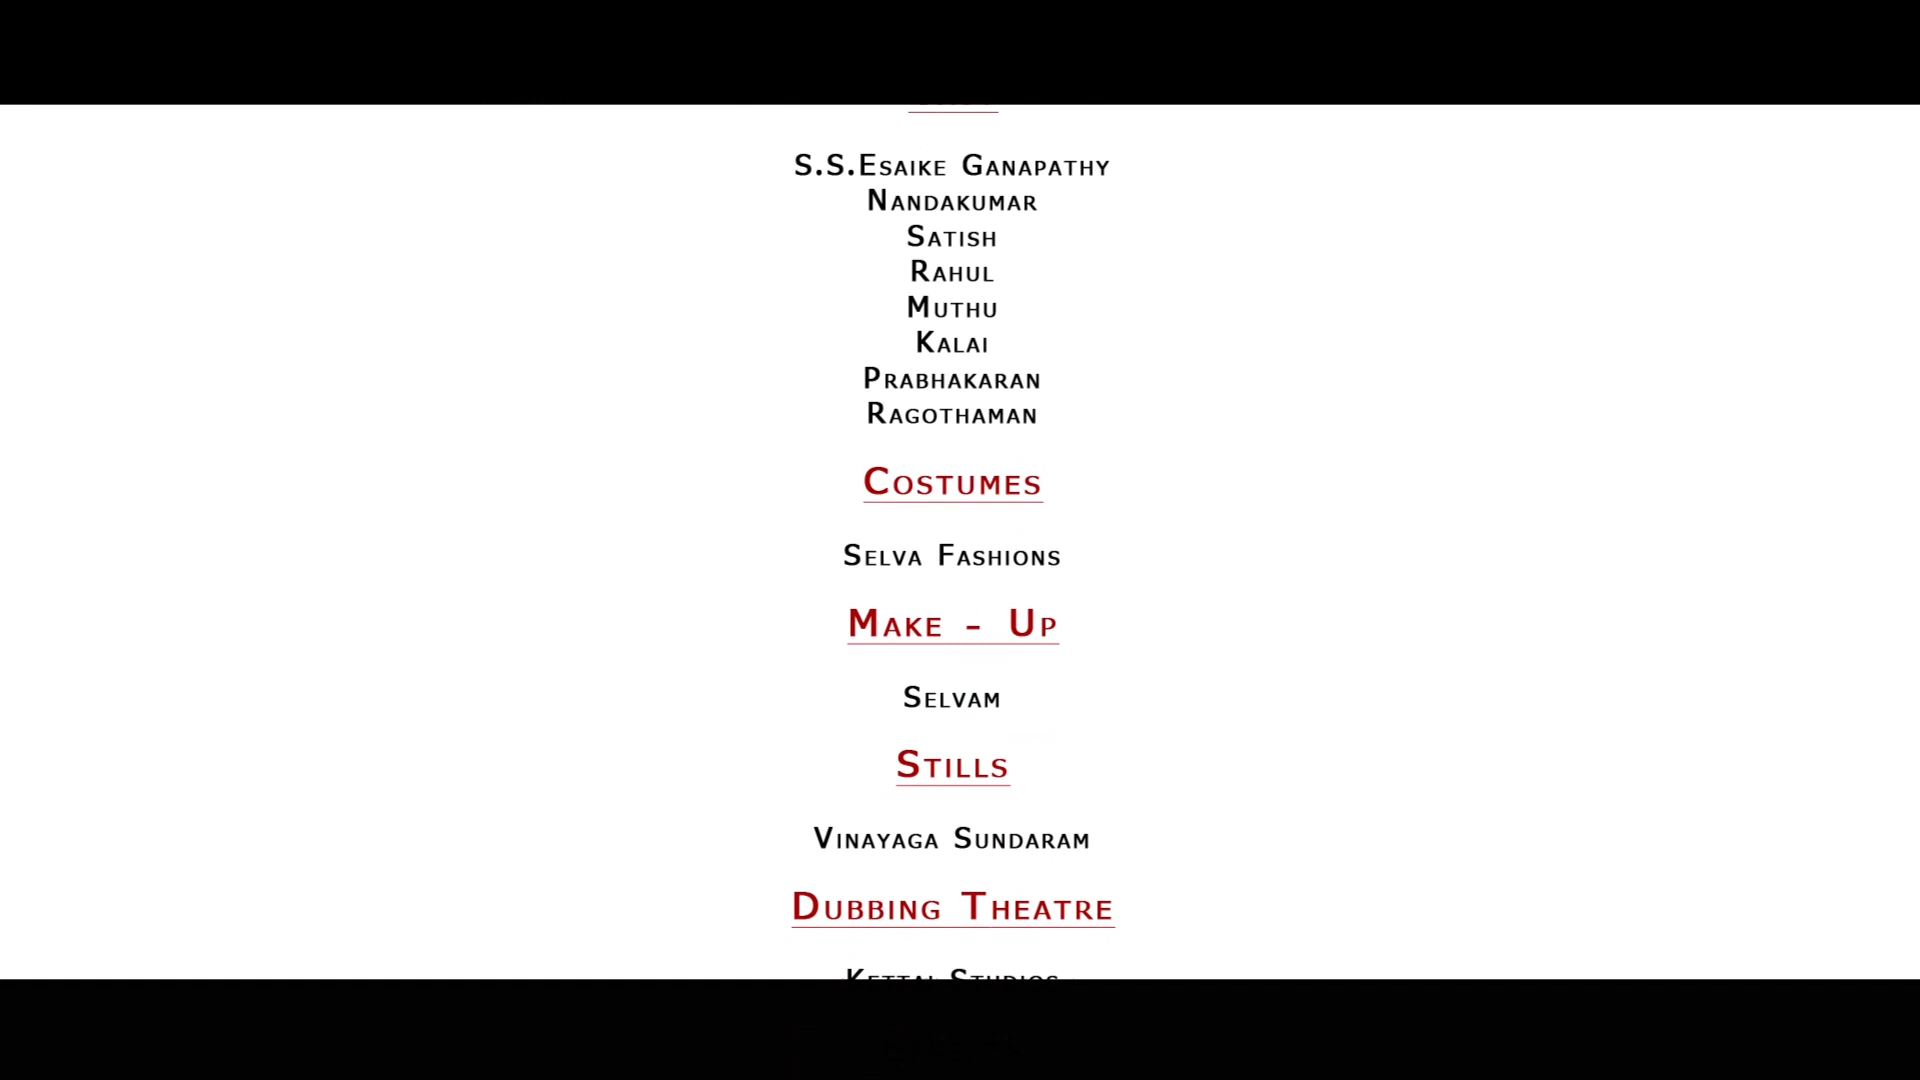 S.S.Esaike Ganapathy
Nandakumar
Satish
Rahul
Muthu
Kalai
Prabhakaran
Ragothaman
Costumes
Selva Fashions
Make - Up
Selvam
Stills
Vinayaga Sundaram
Dubbing Theatre
Studios